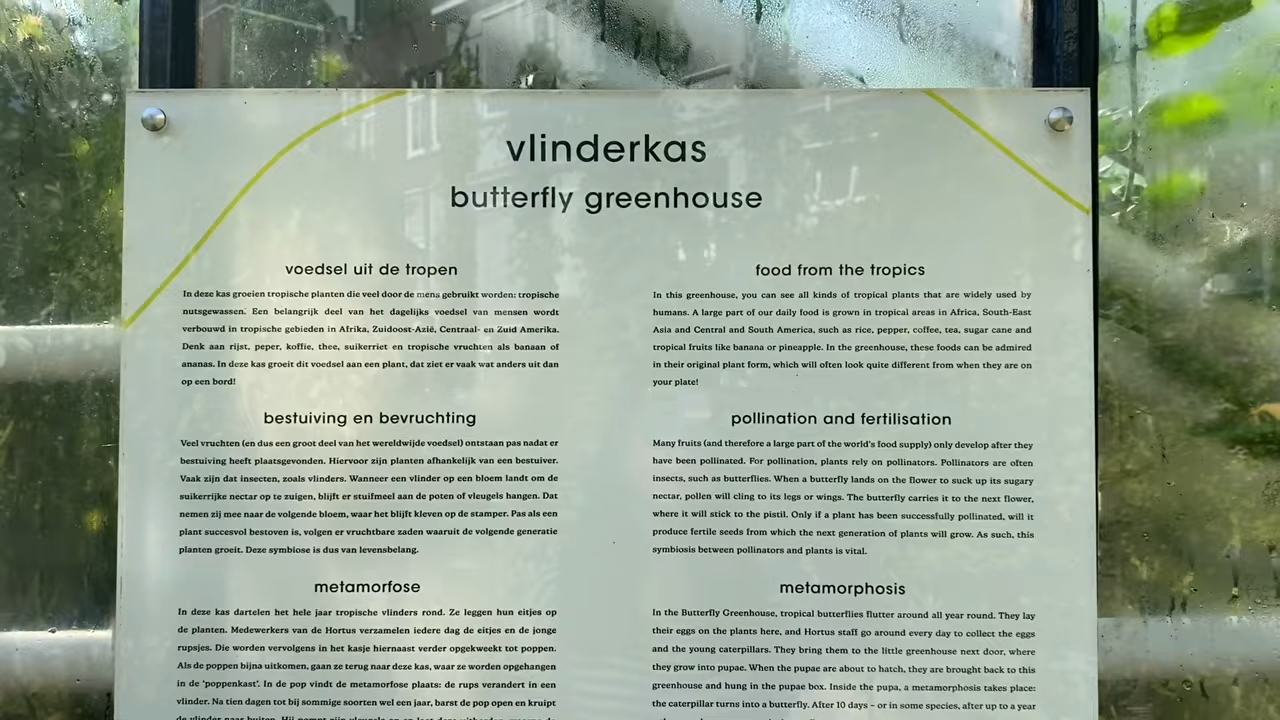 vlinderkas
butterfly greenhouse
voedsel uit de tropen
In deze kas groeien tropische planten die veel door de mens gebruikt worden: tropische
nutsgewassen. Een belangrijk deel van het dagelijks voedsel van mensen wordt
verbouwd in tropische gebieden in Afrika, Zuidoost-Azië, Centraal- en Zuid Amerika.
Denk aan rijst, peper, koffie, thee, suikerriet en tropische vruchten als banaan of
ananas. In deze kas groeit dit voedsel aan een plant, dat ziet er vaak wat anders uit dan
op een bord!
bestuiving en bevruchting
Veel vruchten (en dus een groot deel van het wereldwijde voedsel) ontstaan pas nadat er
bestuiving heeft plaatsgevonden. Hiervoor zijn planten afhankelijk van een bestuiver.
Vaak zijn dat insecten, zoals vlinders. Wanneer een vlinder op een bloem landt om de
suikerrijke nectar op te zuigen, blijft er stuifmeel aan de poten of vleugels hangen. Dat
nemen zij mee naar de volgende bloem, waar het blijft kleven op de stamper. Pas als een
plant succesvol bestoven is, volgen er vruchtbare zaden waaruit de volgende generatie
planten groeit. Deze symbiose is dus van levensbelang.
metamorfose
In deze kas dartelen het hele jaar tropische vlinders rond. Ze leggen hun eitjes op
de planten. Medewerkers van de Hortus verzamelen iedere dag de eitjes en de jonge
rupsjes. Die worden vervolgens in het kasje hiernaast verder opgekweekt tot poppen.
Als de poppen bijna uitkomen, gaan ze terug naar deze kas, waar ze worden opgehangen
in de 'poppenkast'. In de pop vindt de metamorfose plaats: de rups verandert in een
vlinder. Na tien dagen tot bij sommige soorten wel een jaar, barst de pop open en kruipt
de vlinder naar buiten. Hij pompt zijn vleugels op en laat deze uitharden, waarna de
food from the tropics
In this greenhouse, you can see all kinds of tropical plants that are widely used by
humans. A large part of our daily food is grown in tropical areas in Africa, South-East
Asia and Central and South America, such as rice, pepper, coffee, tea, sugar cane and
tropical fruits like banana or pineapple. In the greenhouse, these foods can be admired
in their original plant form, which will often look quite different from when they are on
your plate!
pollination and fertilisation
Many fruits (and therefore a large part of the world's food supply) only develop after they
have been pollinated. For pollination, plants rely on pollinators. Pollinators are often
insects, such as butterflies. When a butterfly lands on the flower to suck up its sugary
nectar, pollen will cling to its legs or wings. The butterfly carries it to the next flower,
where it will stick to the pistil. Only if a plant has been successfully pollinated, will it
produce fertile seeds from which the next generation of plants will grow. As such, this
symbiosis between pollinators and plants is vital.
metamorphosis
In the Butterfly Greenhouse, tropical butterflies flutter around all year round. They lay
their eggs on the plants here, and Hortus staff go around every day to collect the eggs
and the young caterpillars. They bring them to the little greenhouse next door, where
they grow into pupae. When the pupae are about to hatch, they are brought back to this
greenhouse and hung in the pupae box. Inside the pupa, a metamorphosis takes place:
the caterpillar turns into a butterfly. After 10 days – or in some species, after up to a year